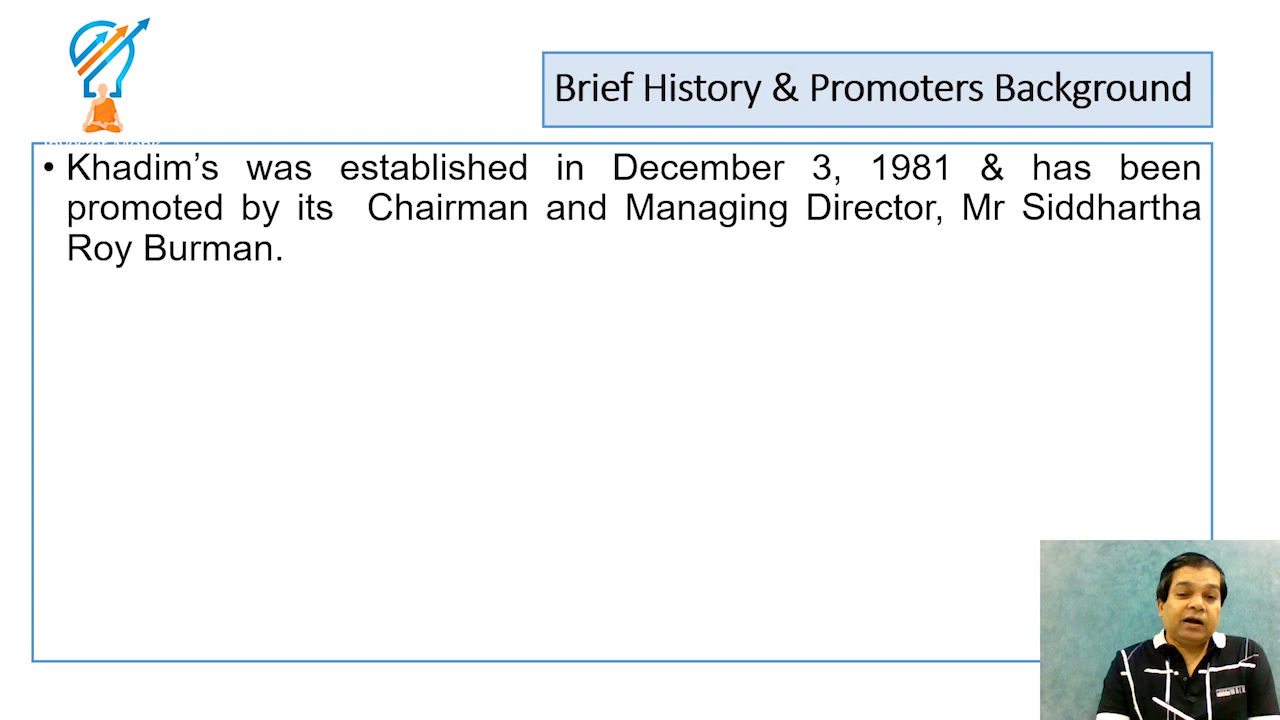 Brief History & Promoters Background
• Khadim’s was established in December 3, 1981 & has been
promoted by its Chairman and Managing Director, Mr Siddhartha
Roy Burman.